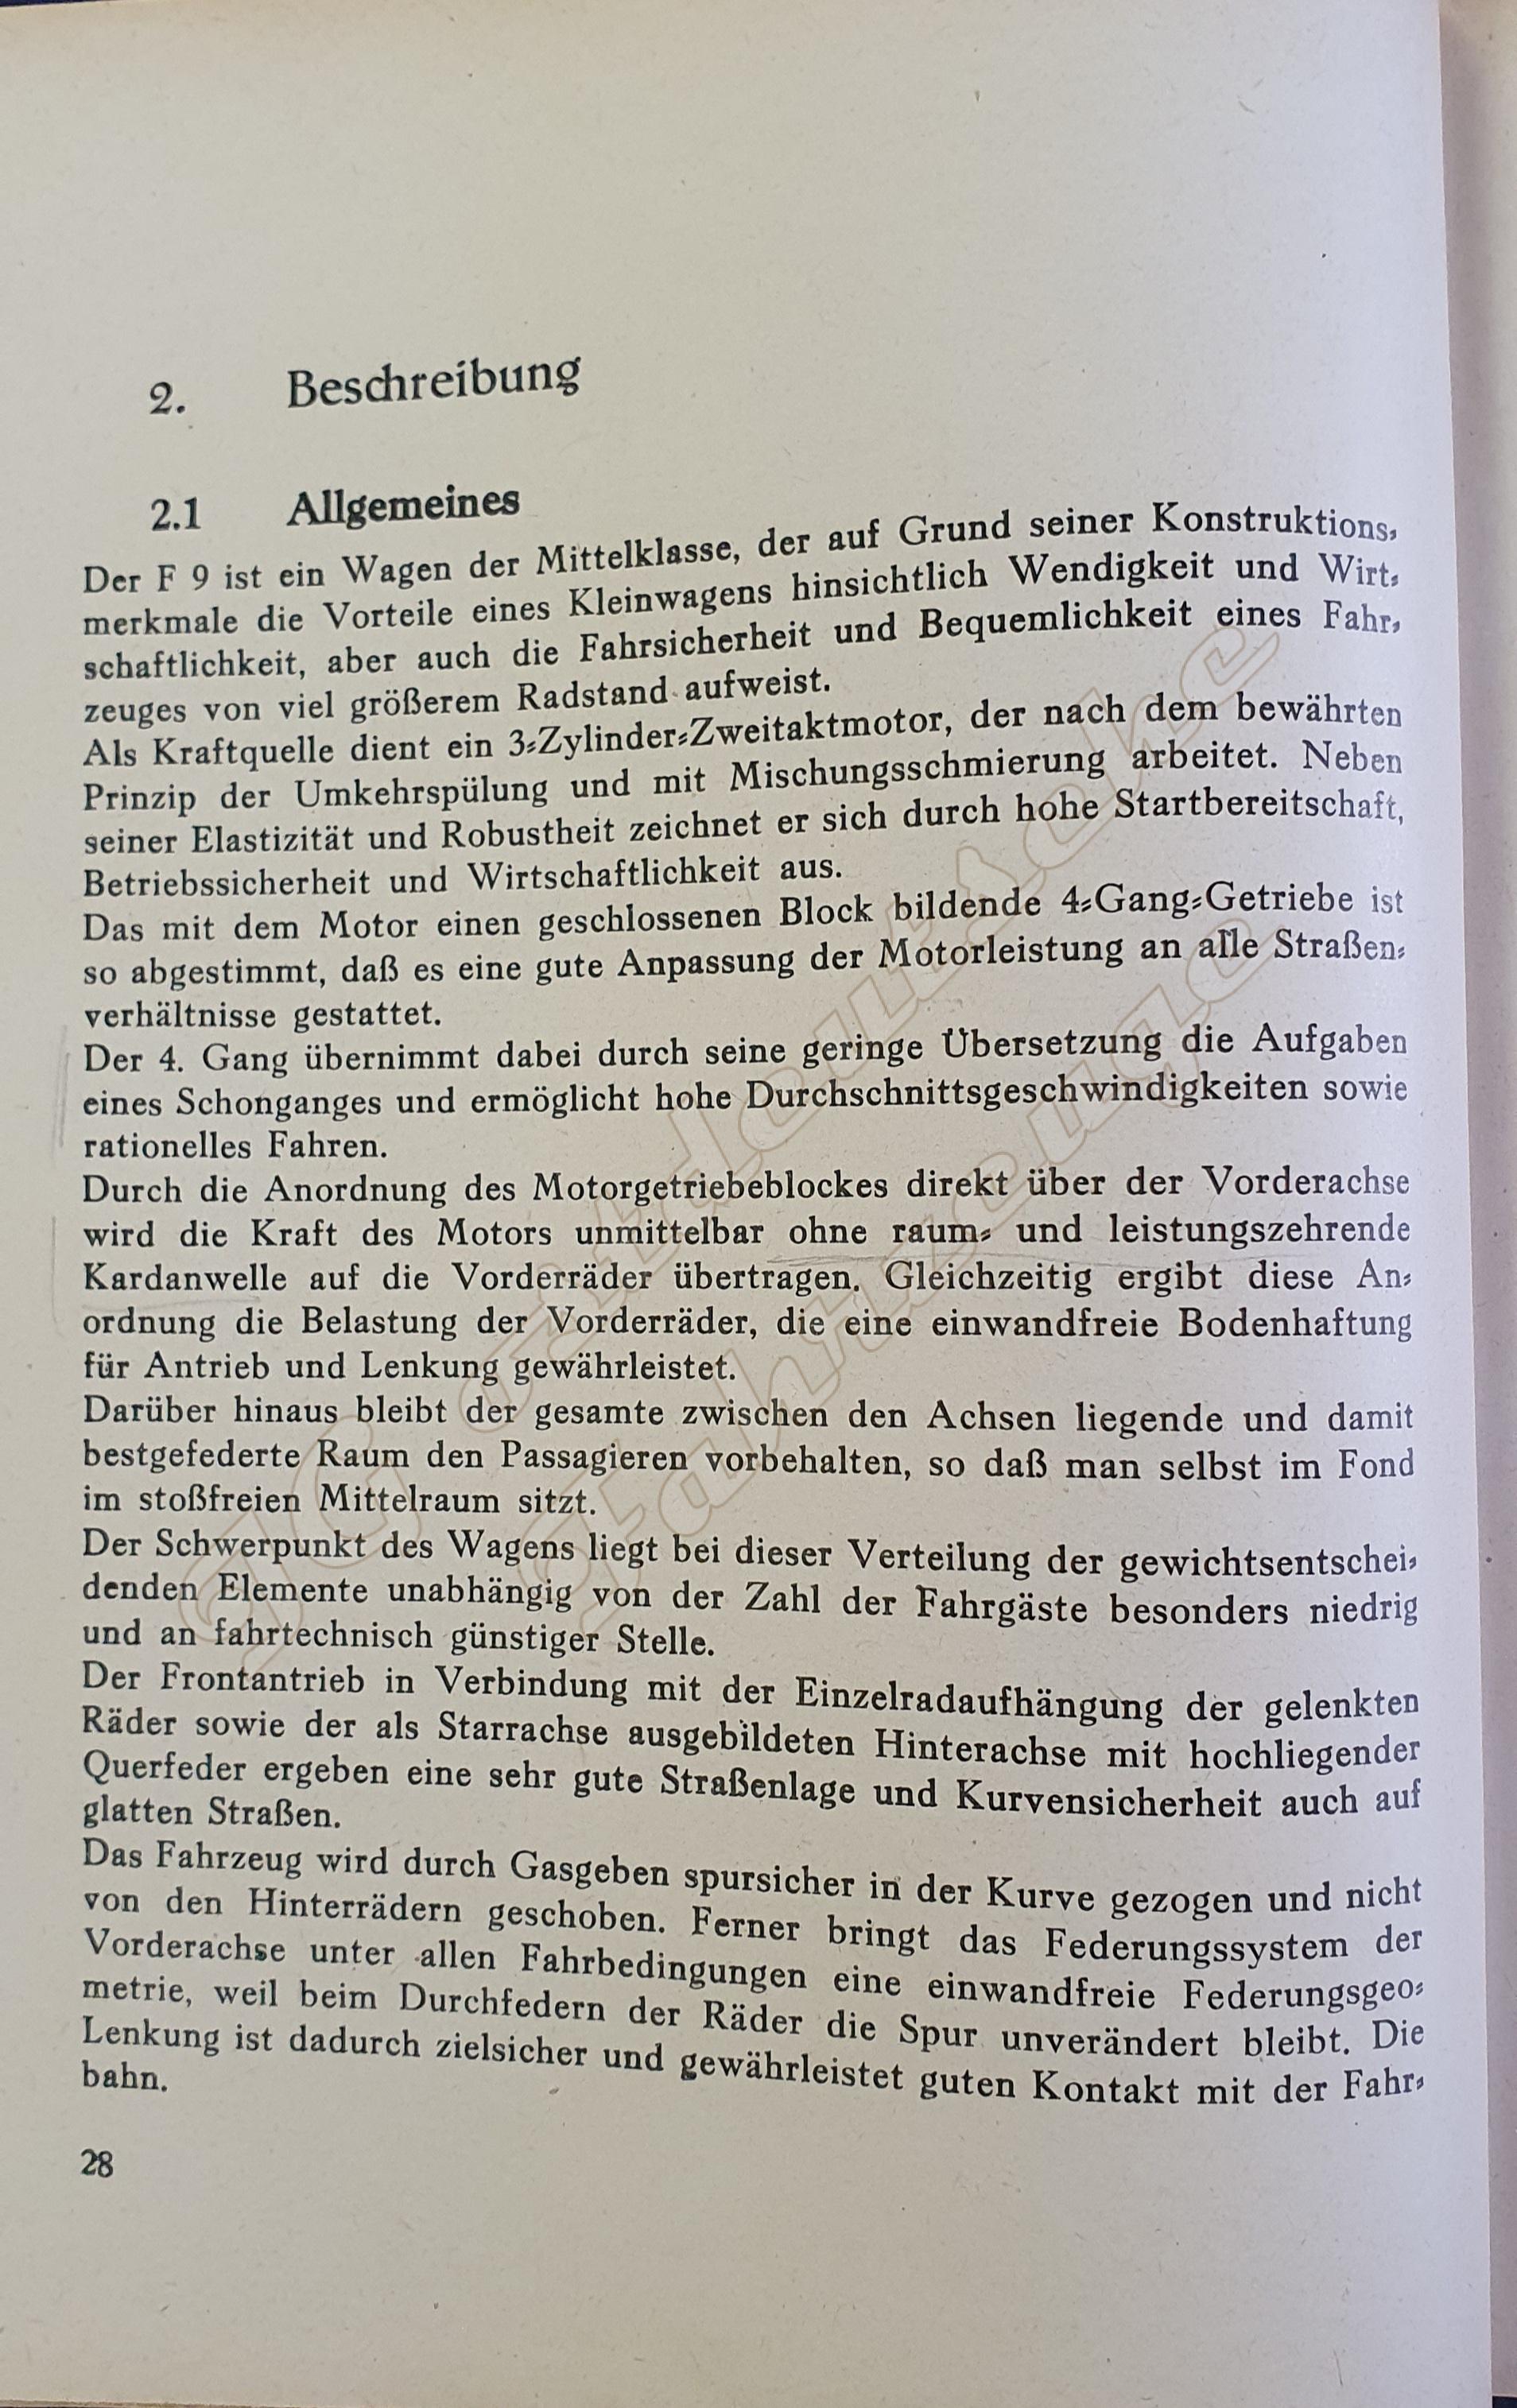 2. Beschreibung
2.1 Allgemeines
Der F 9 ist ein Wagen der Mittelklasse, der auf Grund seiner Konstruktions-
merkmale die Vorteile eines Kleinwagens hinsichtlich Wendigkeit und Wirt-
schaftlichkeit, aber auch die Fahrsicherheit und Bequemlichkeit eines Fahr-
zeuges von viel größerem Radstand aufweist.
Als Kraftquelle dient ein 3-Zylinder-Zweitaktmotor, der nach dem bewährten
Prinzip der Umkehrspülung und mit Mischungsschmierung arbeitet. Neben
seiner Elastizität und Robustheit zeichnet er sich durch hohe Startbereitschaft,
Betriebssicherheit und Wirtschaftlichkeit aus.
Das mit dem Motor einen geschlossenen Block bildende 4-Gang-Getriebe ist
so abgestimmt, daß es eine gute Anpassung der Motorleistung an alle Straßen-
verhältnisse gestattet.
Der 4. Gang übernimmt dabei durch seine geringe Übersetzung die Aufgaben
eines Schonganges und ermöglicht hohe Durchschnittsgeschwindigkeiten sowie
rationelles Fahren.
Durch die Anordnung des Motorgetriebeblockes direkt über der Vorderachse
wird die Kraft des Motors unmittelbar ohne raum- und leistungszehrende
Kardanwelle auf die Vorderräder übertragen. Gleichzeitig ergibt diese An-
ordnung die Belastung der Vorderräder, die eine einwandfreie Bodenhaftung
für Antrieb und Lenkung gewährleistet.
Darüber hinaus bleibt der gesamte zwischen den Achsen liegende und damit
bestgefederte Raum den Passagieren vorbehalten, so daß man selbst im Fond
im stoßfreien Mittelraum sitzt.
Der Schwerpunkt des Wagens liegt bei dieser Verteilung der gewichtsentschei-
denden Elemente unabhängig von der Zahl der Fahrgäste besonders niedrig
und an fahrtechnisch günstiger Stelle.
Der Frontantrieb in Verbindung mit der Einzelradaufhängung der gelenkten
Räder sowie der als Starrachse ausgebildeten Hinterachse mit hochliegender
Querfeder ergeben eine sehr gute Straßenlage und Kurvensicherheit auch auf
glatten Straßen.
Das Fahrzeug wird durch Gasgeben spursicher in der Kurve gezogen und nicht
von den Hinterrädern geschoben. Ferner bringt das Federungssystem der
Vorderachse unter allen Fahrbedingungen eine einwandfreie Federungsgeo-
metrie, weil beim Durchfedern der Räder die Spur unverändert bleibt. Die
Lenkung ist dadurch zielsicher und gewährleistet guten Kontakt mit der Fahr-
bahn.
28
IG ostdeutsche
Fahrzeuge